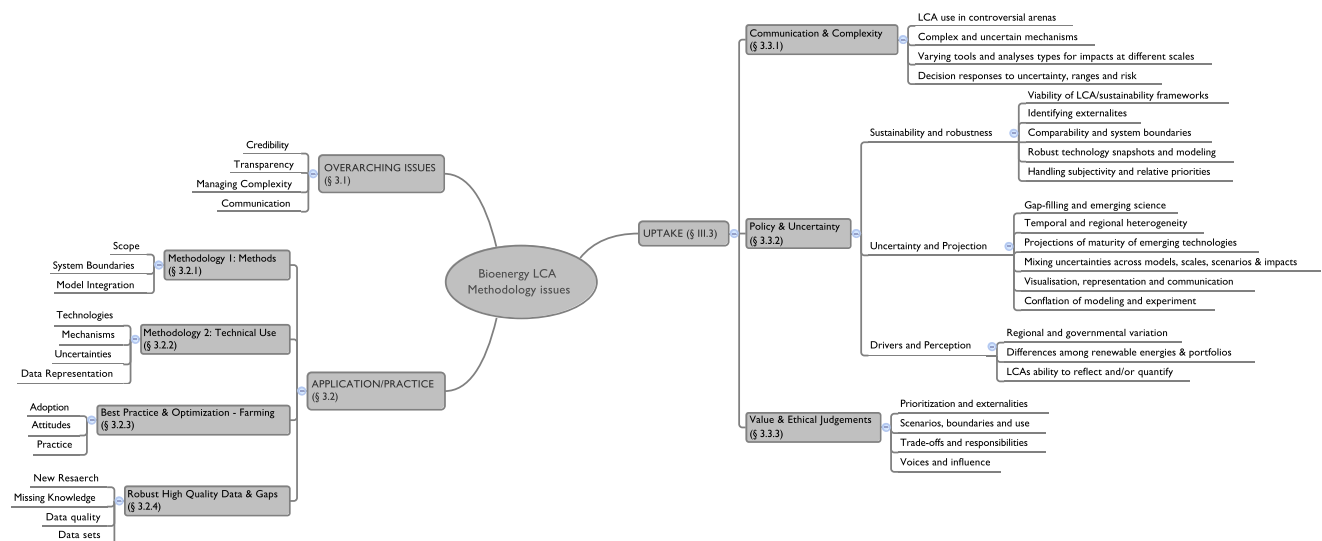 Bioenergy LCA
Methodology issues
OVERARCHING ISSUES
(§ 3.1)
Credibility
Transparency
Managing Complexity
Communication
APPLICATION/PRACTICE
(§ 3.2)
Methodology 1: Methods
(§ 3.2.1)
Scope
System Boundaries
Model Integration
Methodology 2: Technical Use
(§ 3.2.2)
Technologies
Mechanisms
Uncertainties
Data Representation
Best Practice & Optimization - Farming
(§ 3.2.3)
Adoption
Attitudes
Practice
Robust High Quality Data & Gaps
(§ 3.2.4)
New Resaerch
Missing Knowledge
Data quality
Data sets
UPTAKE (§ III.3)
Communication & Complexity
(§ 3.3.1)
LCA use in controversial arenas
Complex and uncertain mechanisms
Varying tools and analyses types for impacts at different scales
Decision responses to uncertainty, ranges and risk
Policy & Uncertainty
(§ 3.3.2)
Sustainability and robustness
Viability of LCA/sustainability frameworks
Identifying externalites
Comparability and system boundaries
Robust technology snapshots and modeling
Handling subjectivity and relative priorities
Uncertainty and Projection
Gap-filling and emerging science
Temporal and regional heterogeneity
Projections of maturity of emerging technologies
Mixing uncertainties across models, scales, scenarios & impacts
Visualisation, representation and communication
Conflation of modeling and experiment
Drivers and Perception
Regional and governmental variation
Differences among renewable energies & portfolios
LCAs ability to reflect and/or quantify
Value & Ethical Judgements
(§ 3.3.3)
Prioritization and externalities
Scenarios, boundaries and use
Trade-offs and responsibilities
Voices and influence